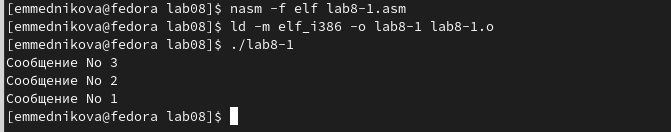 [emmednikova@fedora lab08]$ nasm -f elf lab8-1.asm
[emmednikova@fedora lab08]$ ld -m elf_i386 -o lab8-1 lab8-1.o
[emmednikova@fedora lab08]$ ./lab8-1
Сообщение No 3
Сообщение No 2
Сообщение No 1
[emmednikova@fedora lab08]$